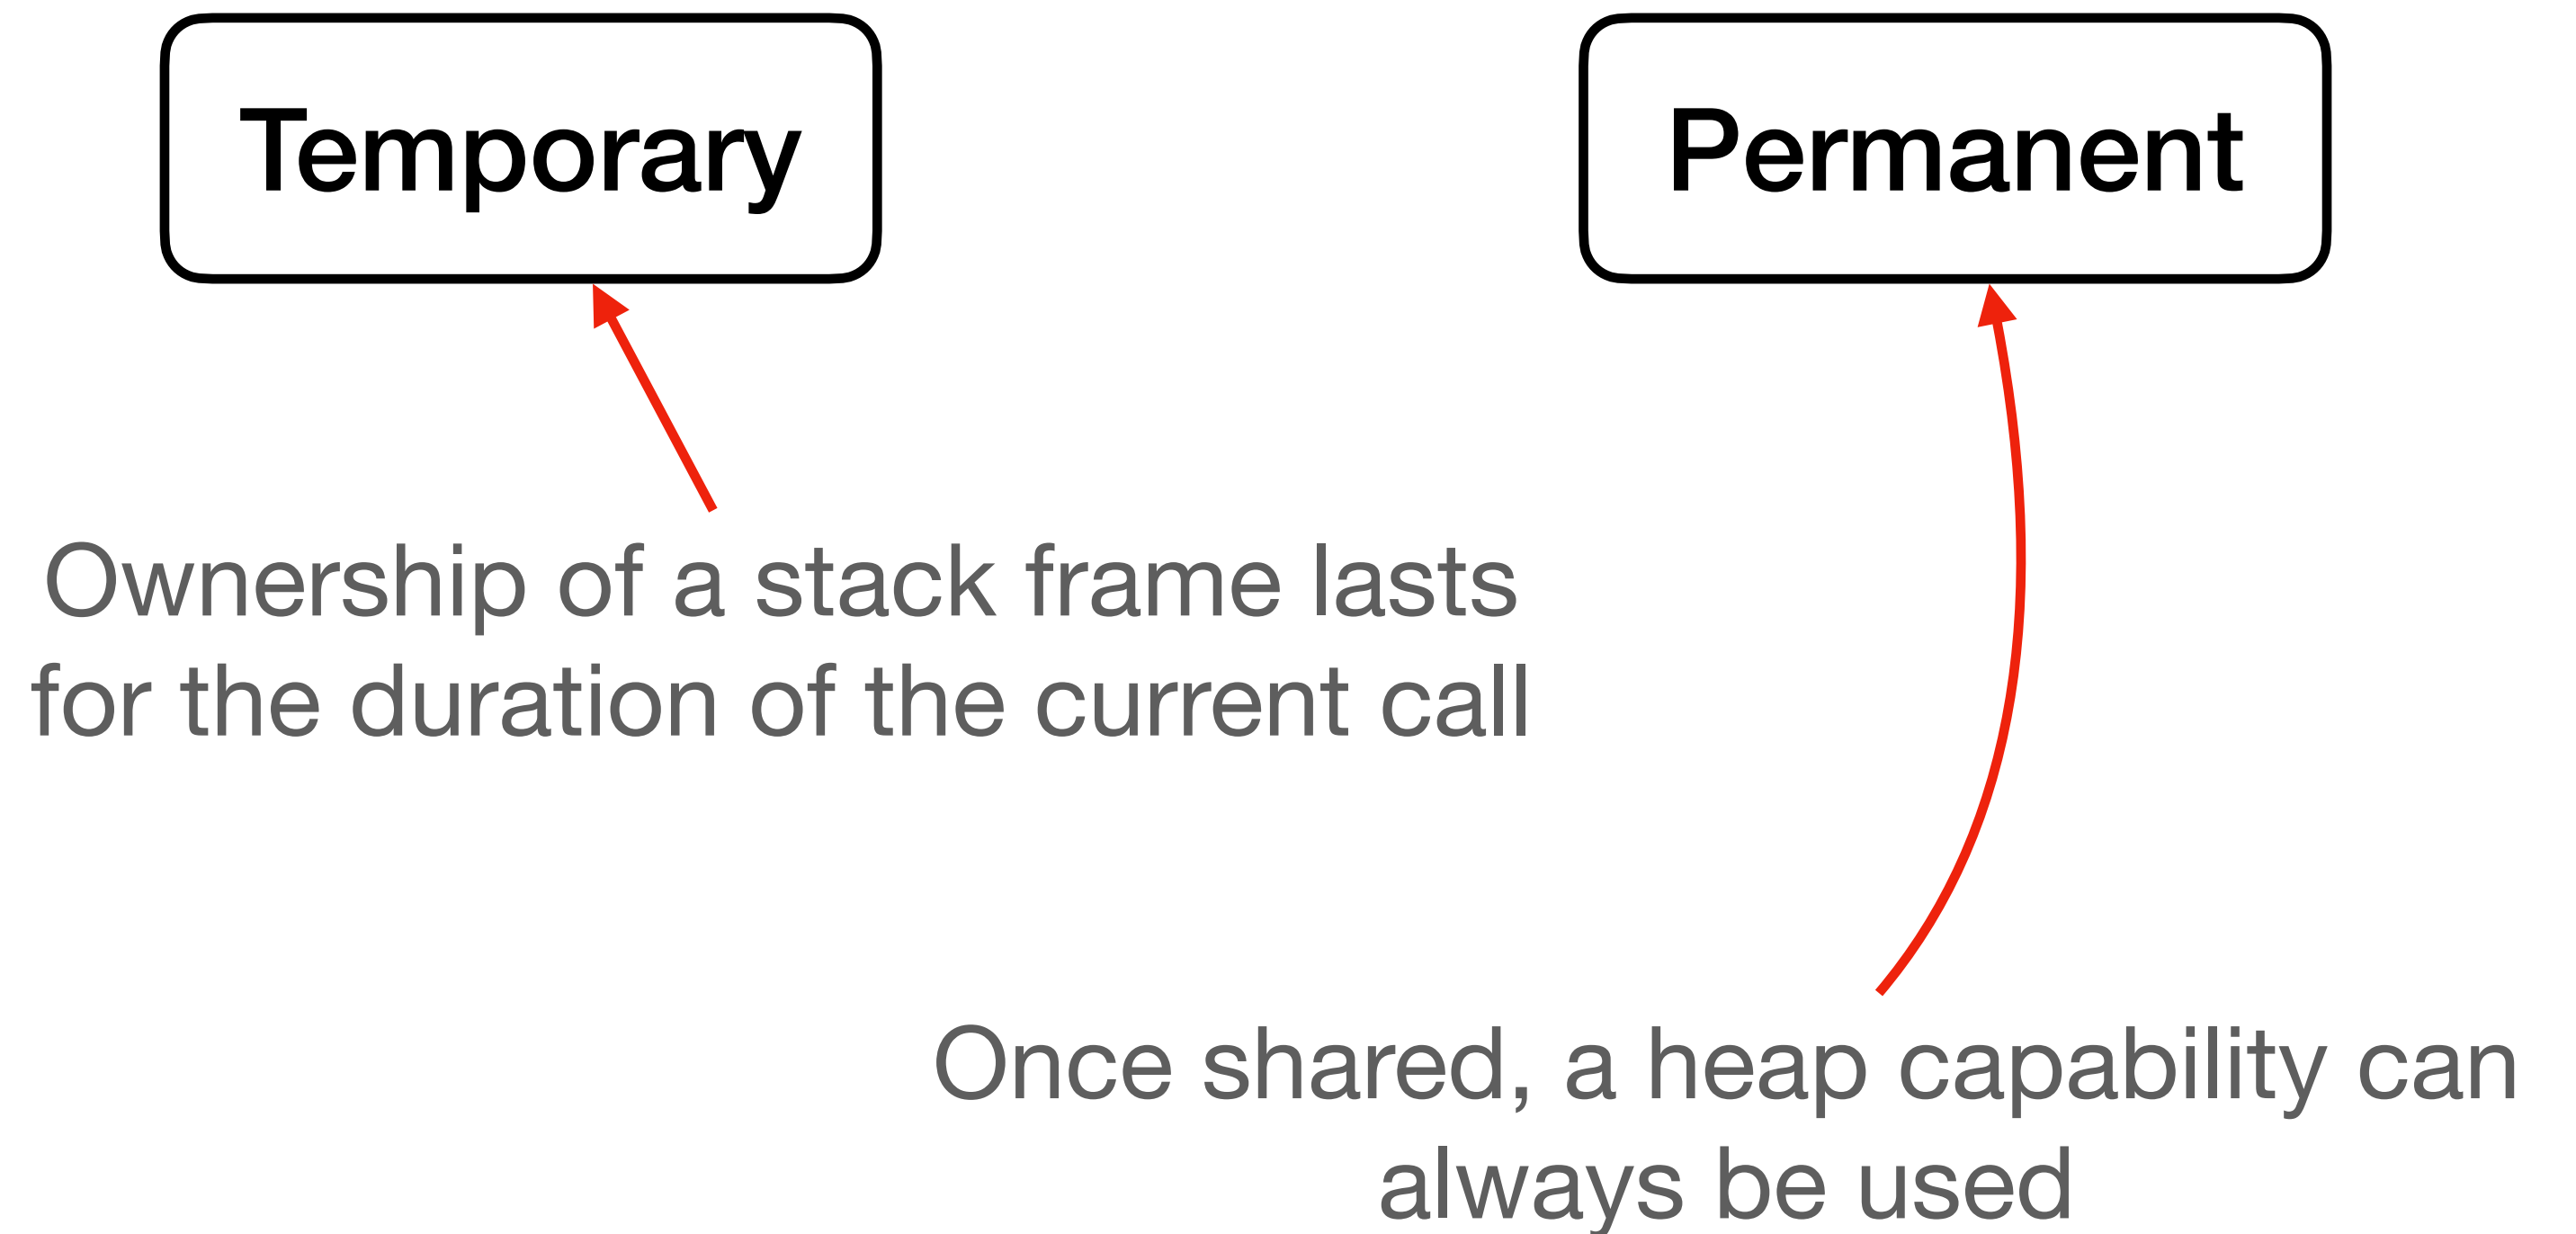 Temporary
Permanent
Ownership of a stack frame lasts
for the duration of the current call
Once shared, a heap capability can
always be used